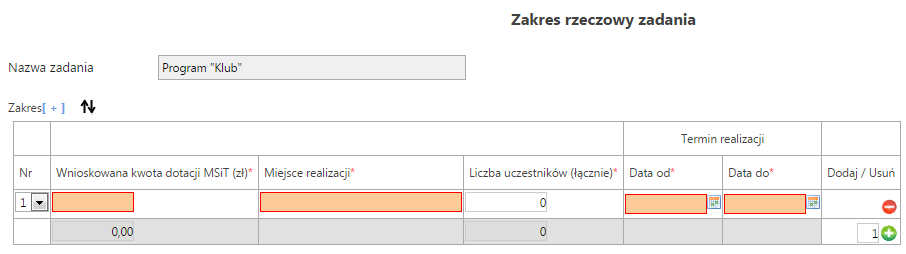 Zakres rzeczowy zadania
Nazwa zadania Program "Klub"
Zakres[ + ]
Termin realizacji
Nr Wnioskowana kwota dotacji MSiT (zł)* Miejsce realizacji* Liczba uczestników (łącznie)* Data od* Data do* Dodaj / Usuń
1 0
0,00 0 1